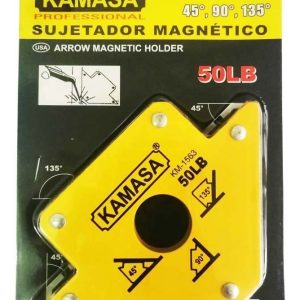 KAMASA
PROFESSIONAL
45°, 90°, 135°
SUJETADOR MAGNÉTICO
USA ARROW MAGNETIC HOLDER
50LB
45°
135°
45°
KAMASA®
KM-1563
50LB
135°
45°
90°